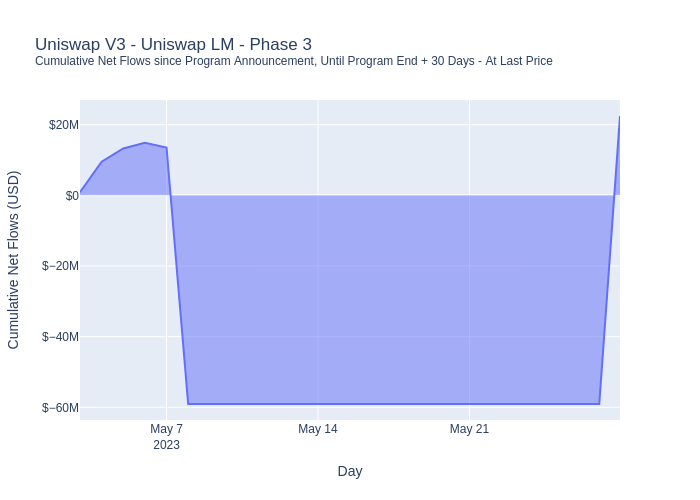 Uniswap V3 - Uniswap LM - Phase 3
Cumulative Net Flows since Program Announcement, Until Program End + 30 Days - At Last Price
Cumulative Net Flows (USD)
$20M
$0
$−20M
$−40M
$−60M
May 7
2023
May 14
May 21
Day